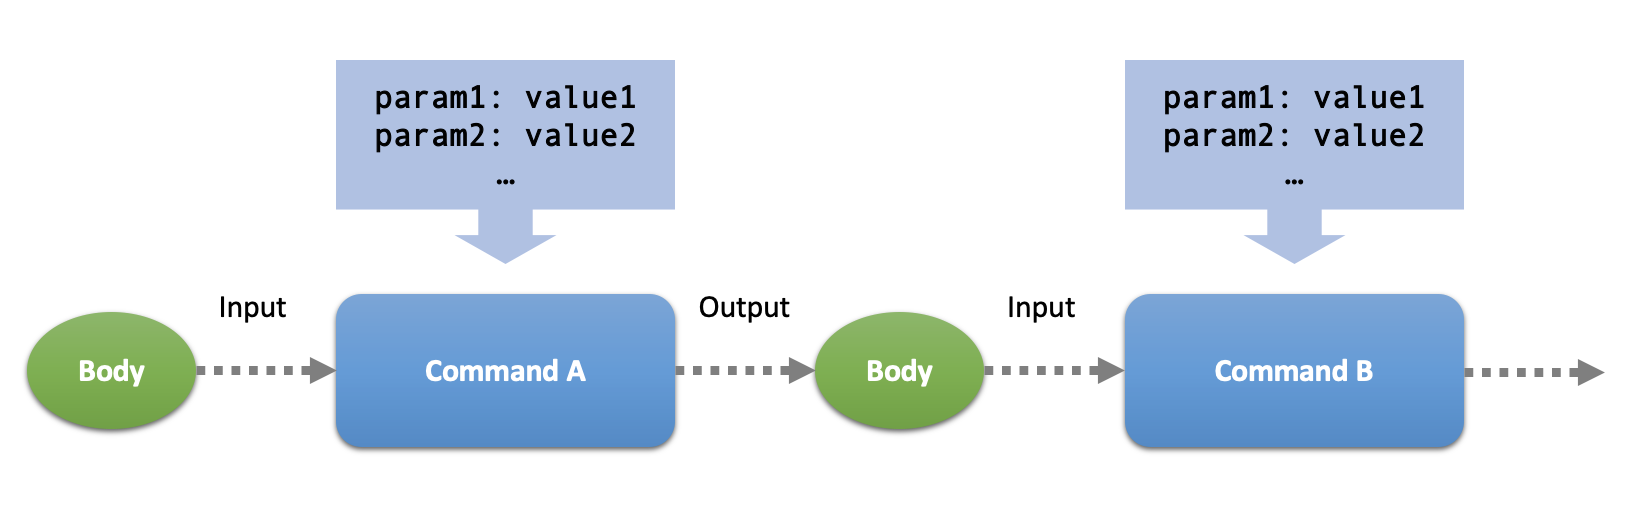 param1: value1
param2: value2
…
param1: value1
param2: value2
…
Input
Output
Input
Body
Command A
Body
Command B